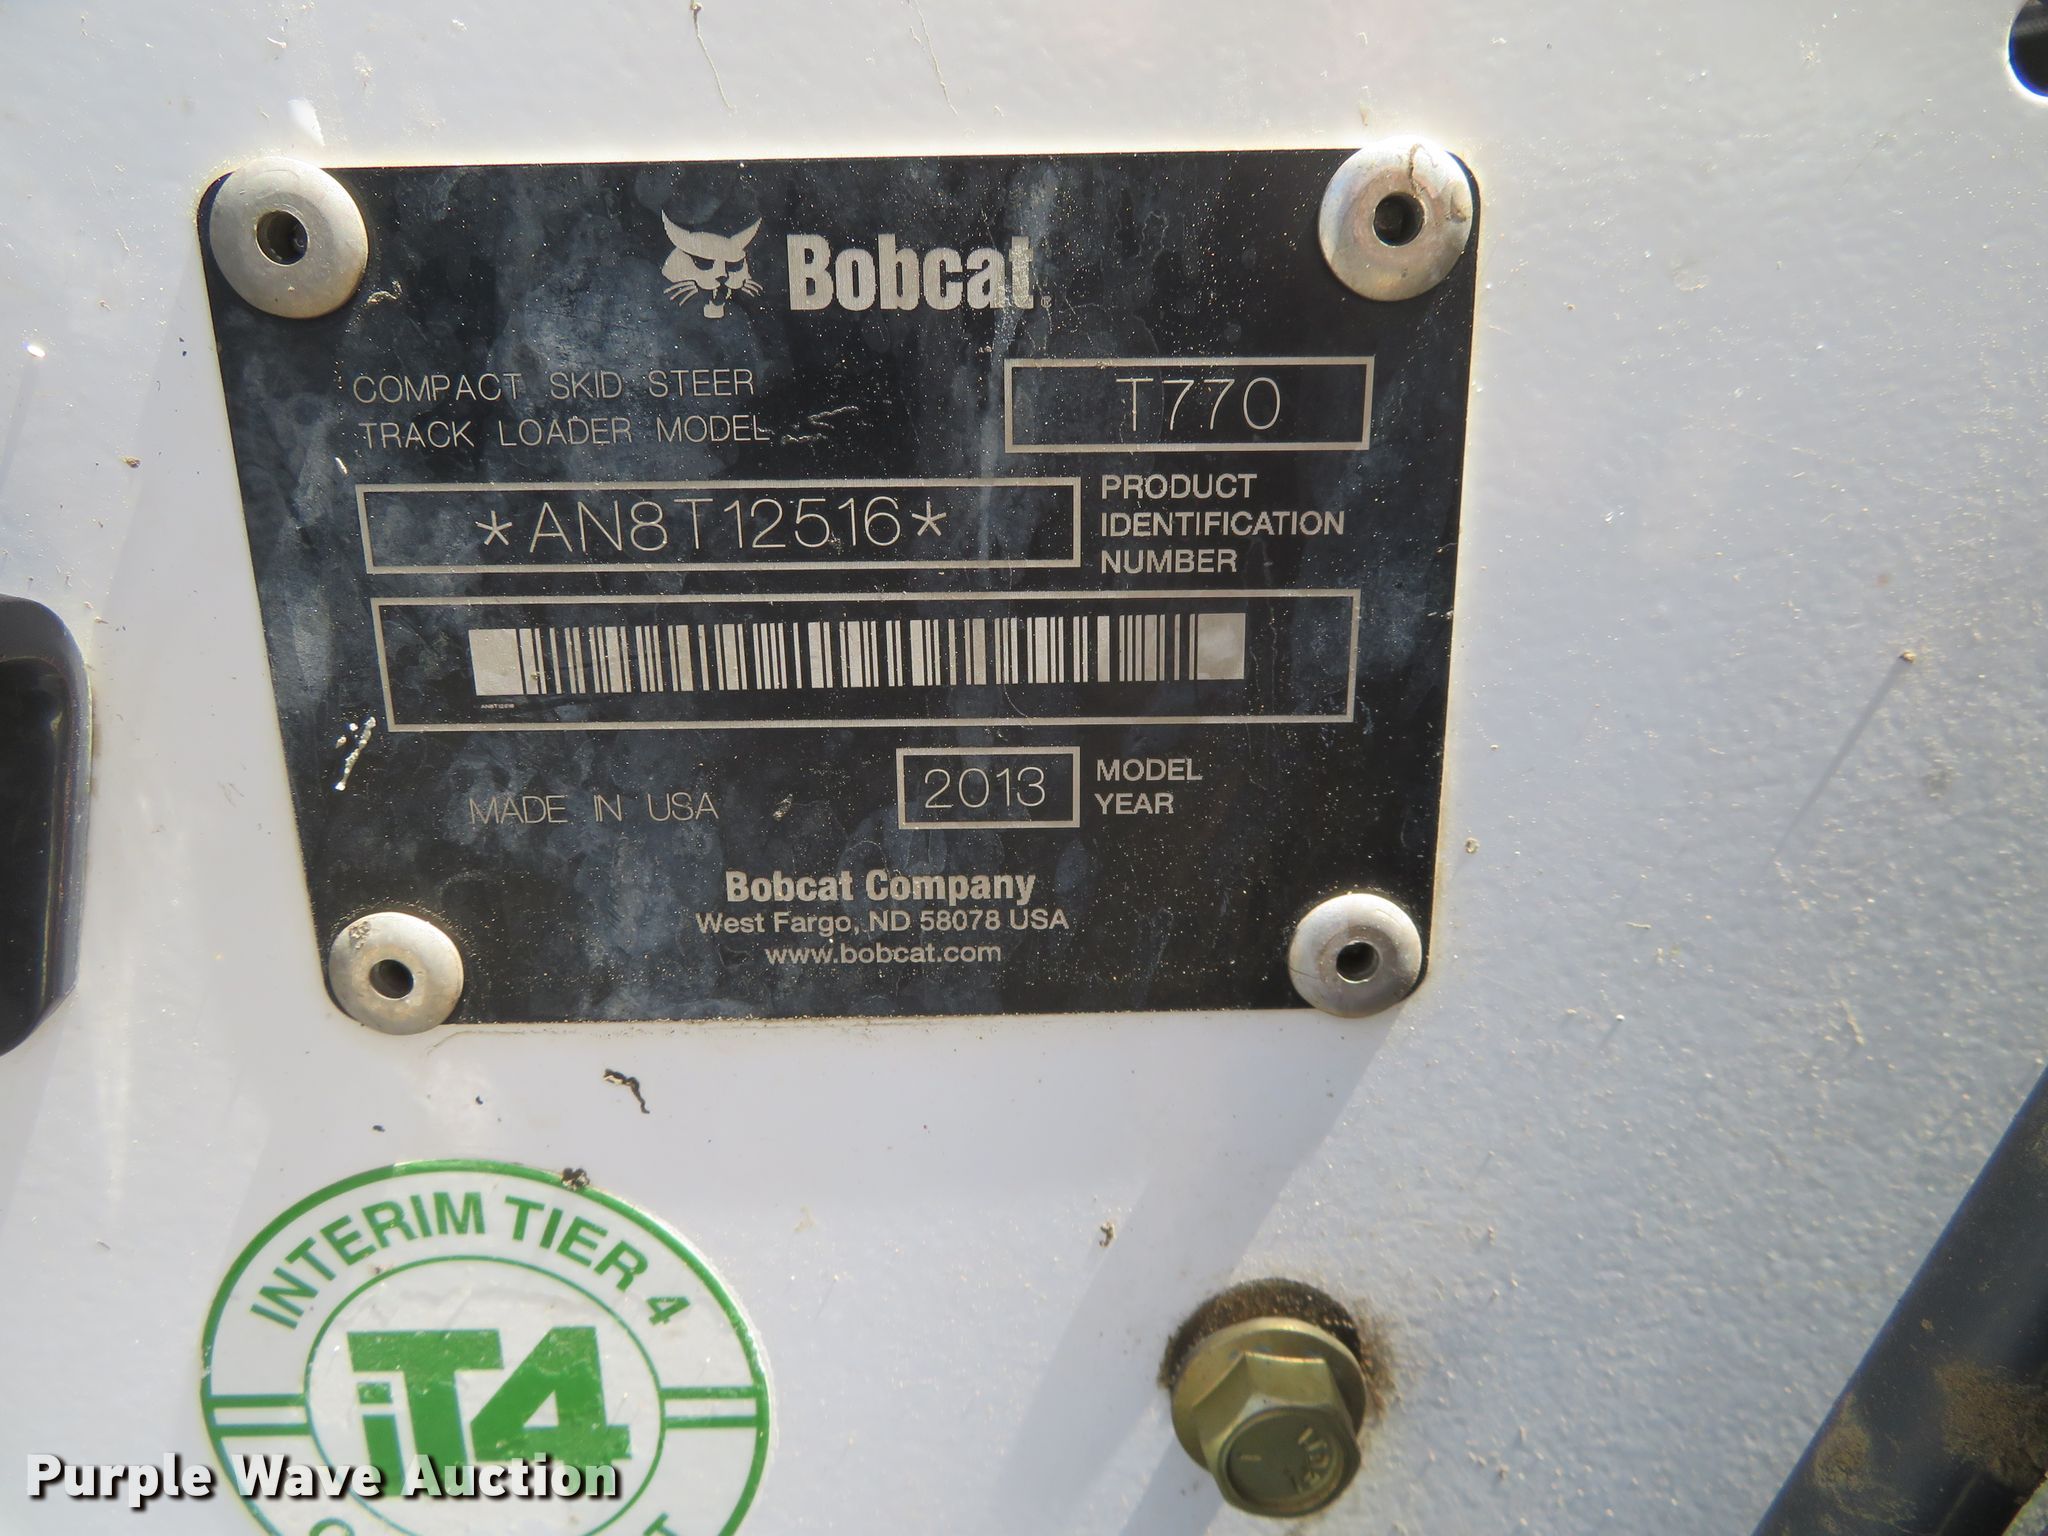 Bobcat®
COMPACT SKID STEER
TRACK LOADER MODEL
T770
*AN8T12516*
PRODUCT
IDENTIFICATION
NUMBER
AN8T12516
MADE IN USA
2013
MODEL
YEAR
Bobcat Company
West Fargo, ND 58078 USA
www.bobcat.com
INTERIM TIER 4
iT4
Purple Wave Auction